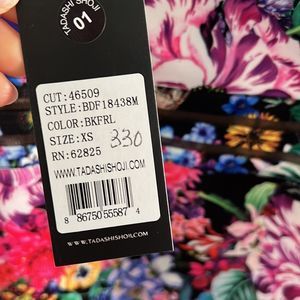 TADASHI SHOJI
01
CUT:46509
STYLE:BDF18438M
COLOR:BKFRL
SIZE:XS 330
RN:62825
WWW.TADASHISHOJI.COM
8 86750 55587 4
WWW.TADASHISHOJI.COM